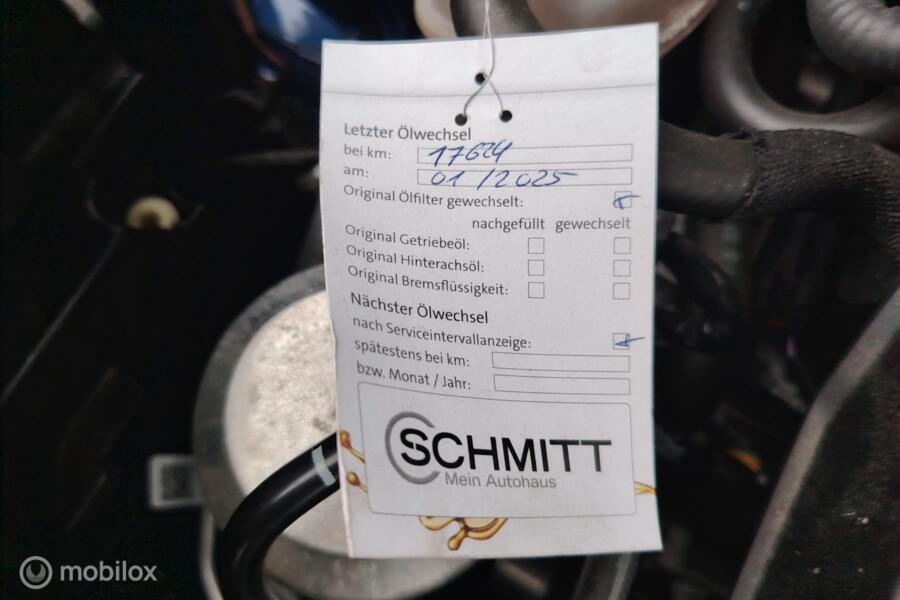 Letzter Ölwechsel
bei km: 17624
am: 01/2025
Original Ölfilter gewechselt:
nachgefüllt gewechselt
Original Getriebeöl:
Original Hinterachsöl:
Original Bremsflüssigkeit:
Nächster Ölwechsel
nach Serviceintervallanzeige:
spätestens bei km:
bzw. Monat / Jahr:
SCHMITT
Mein Autohaus
mobilox